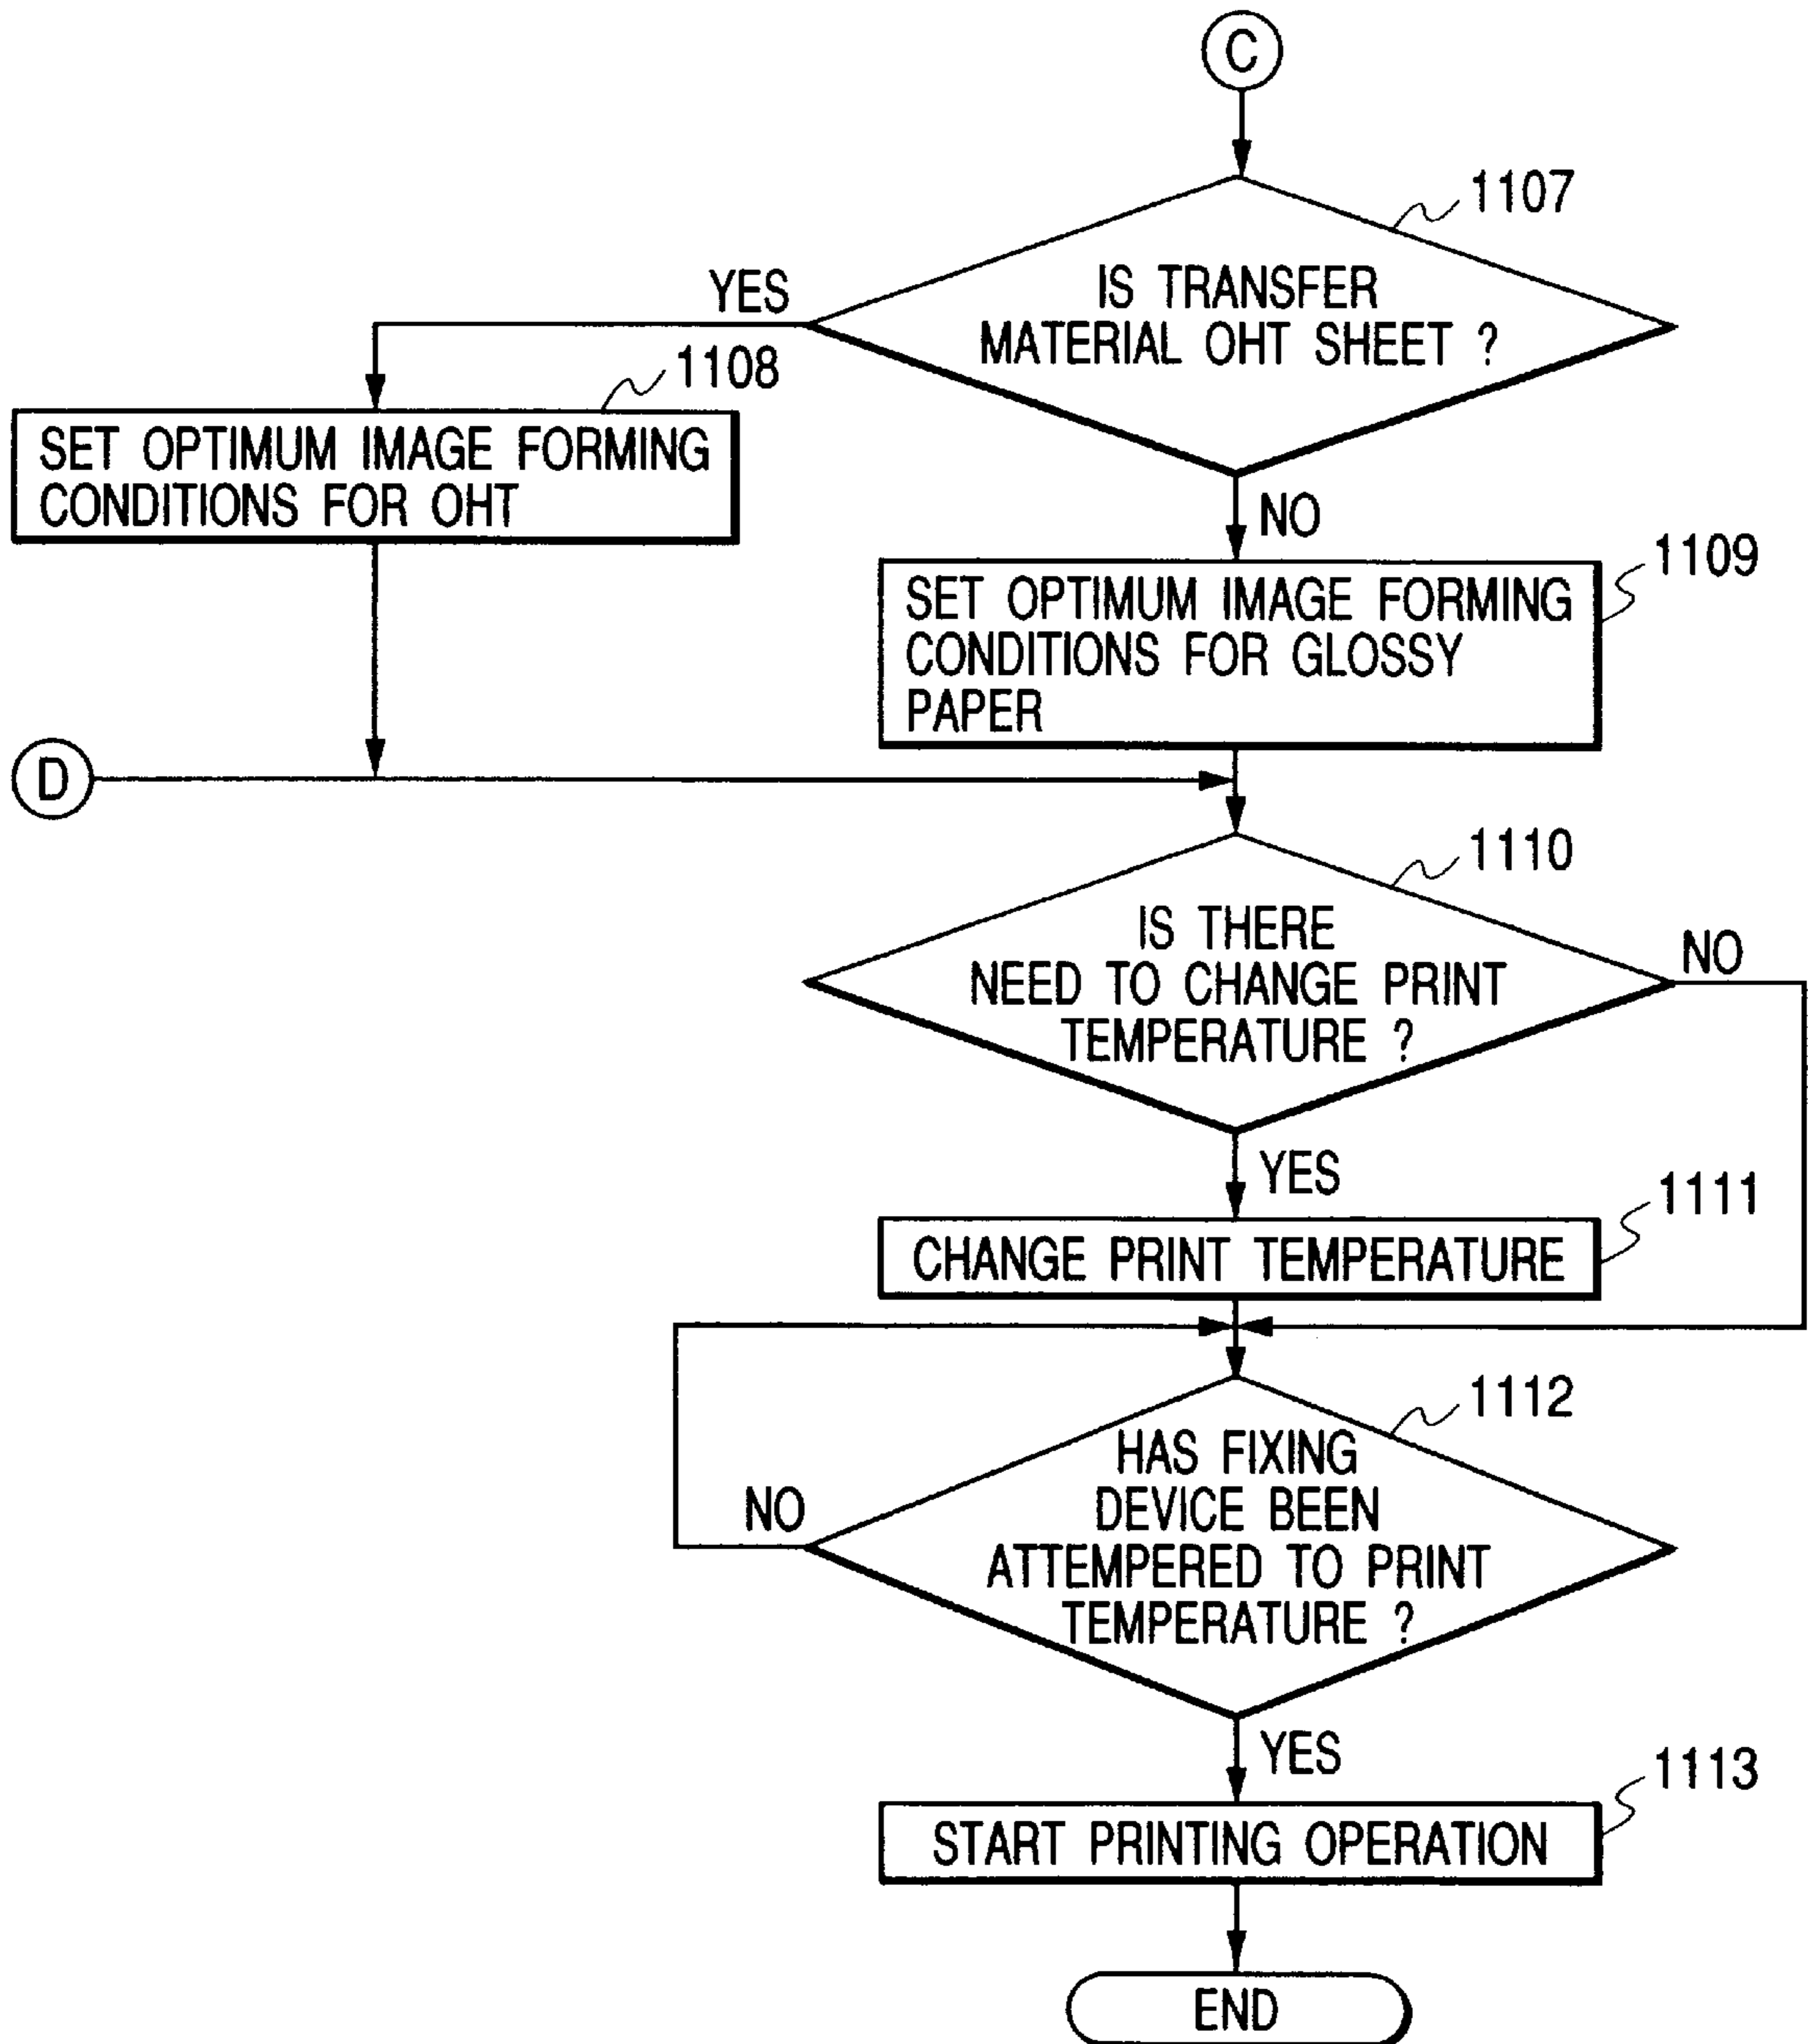 C
1107
IS TRANSFER
MATERIAL OHT SHEET ?
YES
1108
SET OPTIMUM IMAGE FORMING
CONDITIONS FOR OHT
NO
1109
SET OPTIMUM IMAGE FORMING
CONDITIONS FOR GLOSSY
PAPER
D
1110
IS THERE
NEED TO CHANGE PRINT
TEMPERATURE ?
NO
YES
1111
CHANGE PRINT TEMPERATURE
1112
HAS FIXING
DEVICE BEEN
ATTEMPERED TO PRINT
TEMPERATURE ?
NO
YES
1113
START PRINTING OPERATION
END